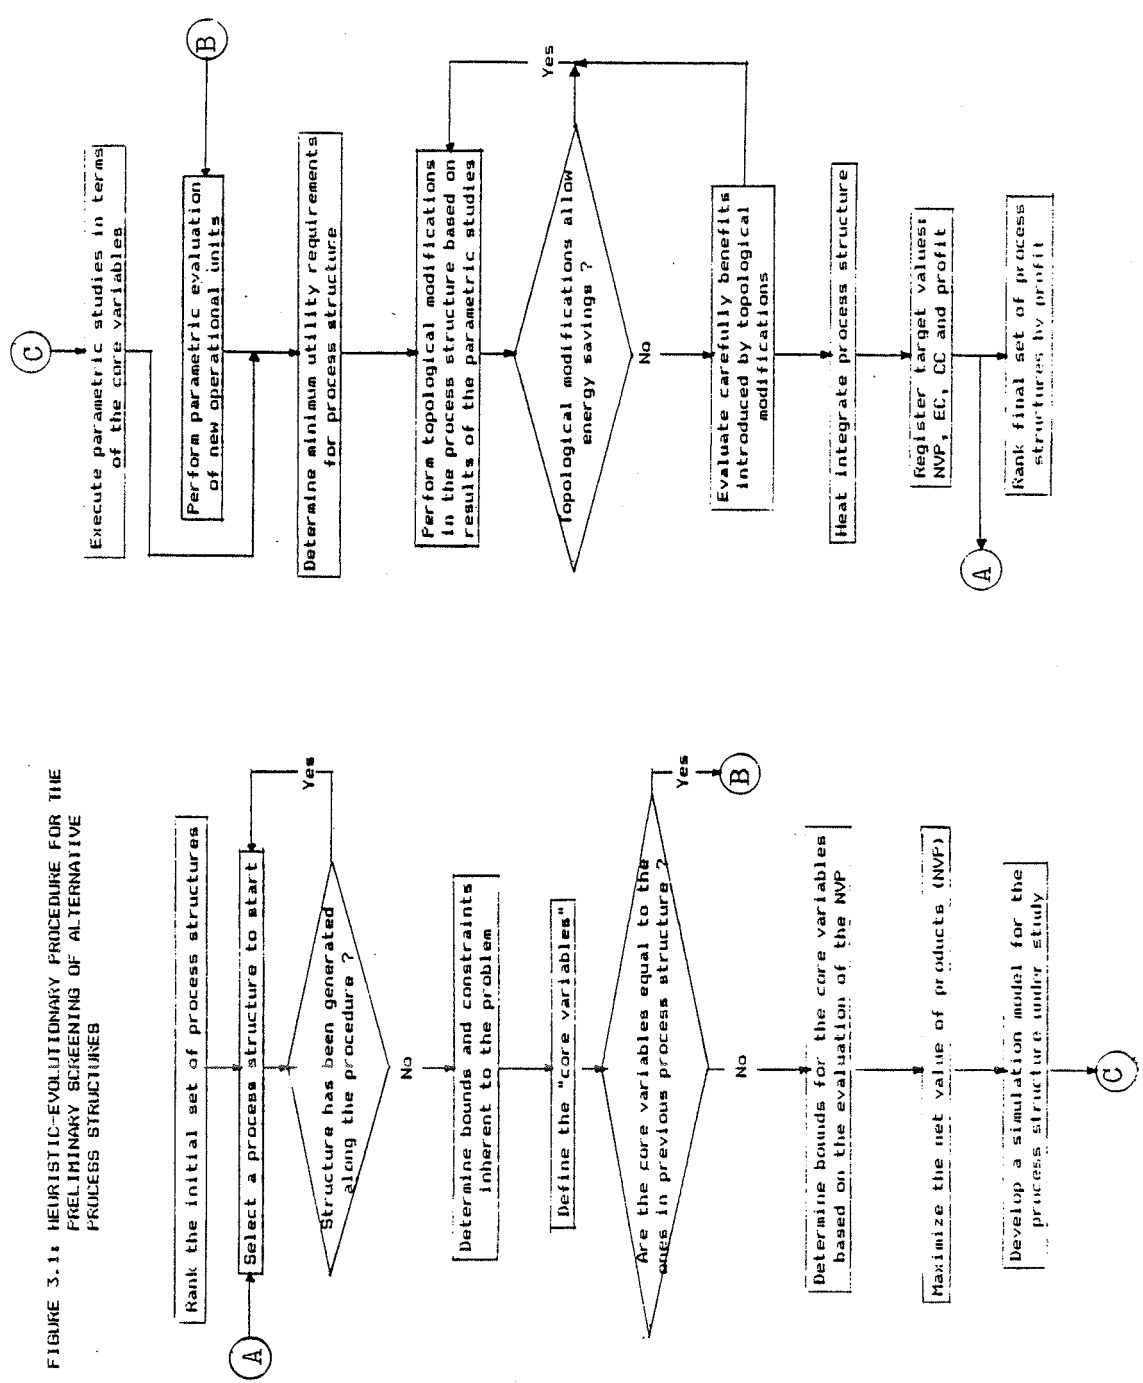 FIGURE 3.1: HEURISTIC-EVOLUTIONARY PROCEDURE FOR THE
PRELIMINARY SCREENING OF ALTERNATIVE
PROCESS STRUCTURES
Rank the initial set of process structures
A
Select a process structure to start
Structure has been generated
along the procedure ?
Yes
No
Determine bounds and constraints
inherent to the problem
Define the "core variables"
Are the core variables equal to the
ones in previous process structure ?
Yes
B
No
Determine bounds for the core variables
based on the evaluation of the NVP
Maximize the net value of products (NVP)
Develop a simulation model for the
process structure under study
C
C
Execute parametric studies in terms
of the core variables
B
Perform parametric evaluation
of new operational units
Determine minimum utility requirements
for process structure
Perform topological modifications
in the process structure based on
results of the parametric studies
Topological modifications allow
energy savings ?
Yes
No
Evaluate carefully benefits
introduced by topological
modifications
Heat integrate process structure
Register target values:
NVP, EC, CC and profit
A
Rank final set of process
structures by profit